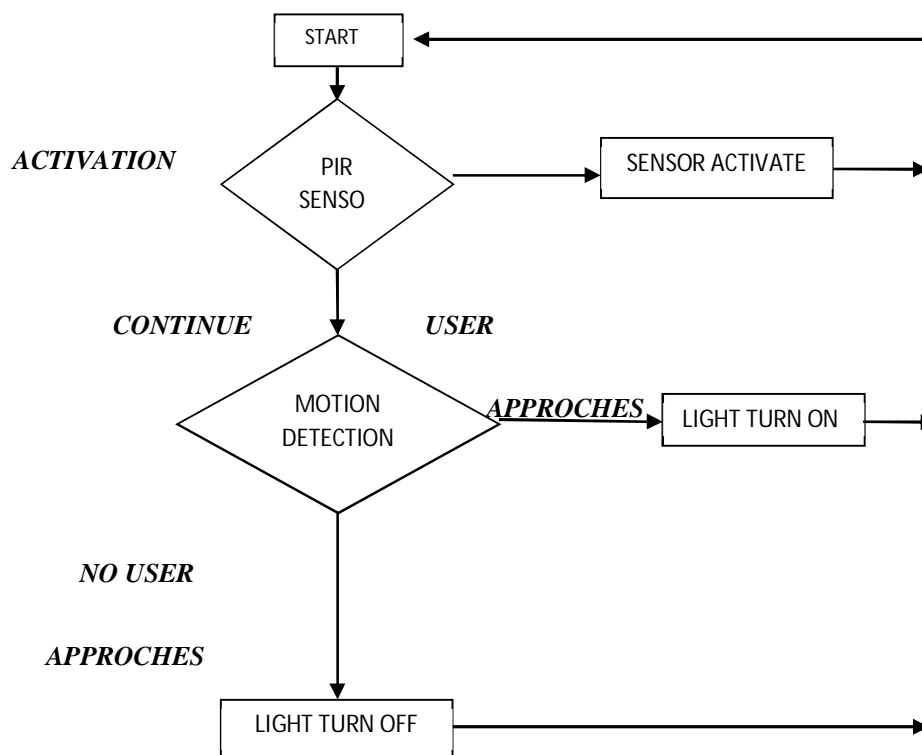 START
ACTIVATION
PIR
SENSO
SENSOR ACTIVATE
CONTINUE
USER
MOTION
DETECTION
APPROCHES
LIGHT TURN ON
NO USER
APPROCHES
LIGHT TURN OFF